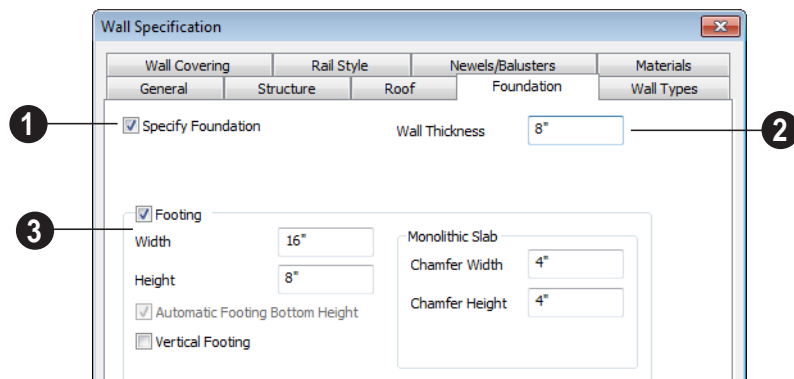 Wall Specification
Wall Covering Rail Style Newels/Balusters Materials
General Structure Roof Foundation Wall Types
1 Specify Foundation Wall Thickness 8" 2
3 Footing
Width 16" Monolithic Slab
Chamfer Width 4"
Height 8"
Chamfer Height 4"
Automatic Footing Bottom Height
Vertical Footing